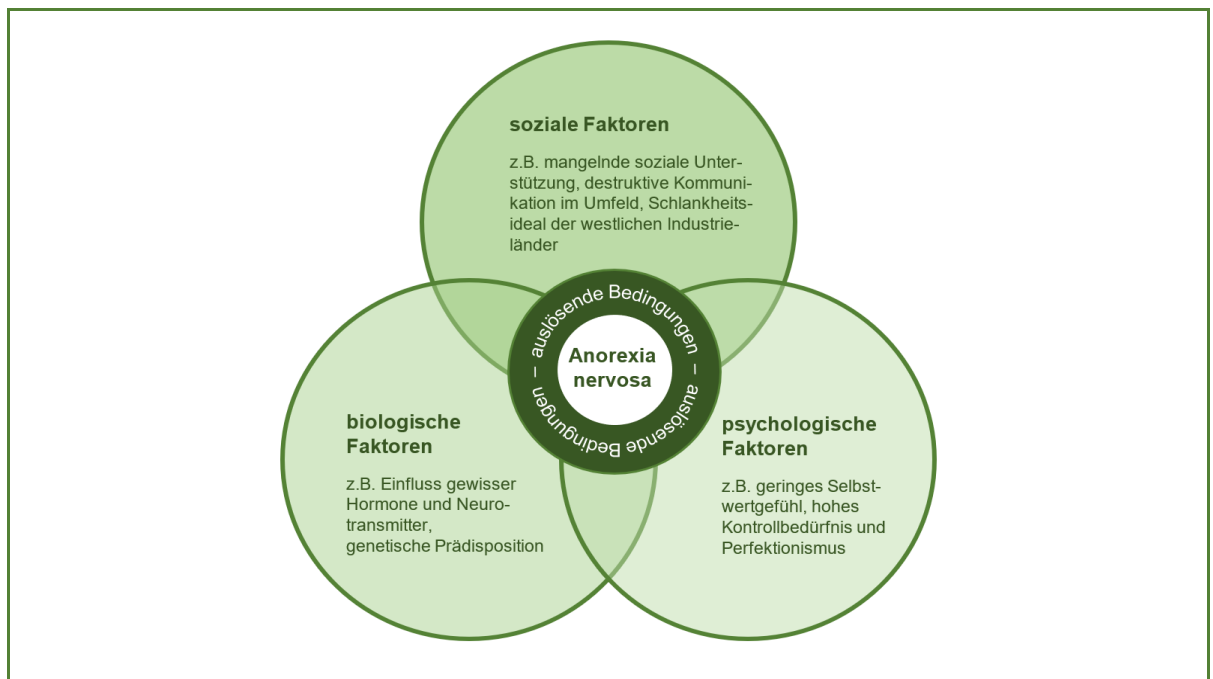 soziale Faktoren
z.B. mangelnde soziale Unter-
stützung, destruktive Kommuni-
kation im Umfeld, Schlankheits-
ideal der westlichen Industrie-
länder
– auslösende Bedingungen – auslösende Bedingungen
Anorexia
nervosa
biologische
Faktoren
z.B. Einfluss gewisser
Hormone und Neuro-
transmitter,
genetische Prädisposition
psychologische
Faktoren
z.B. geringes Selbst-
wertgefühl, hohes
Kontrollbedürfnis und
Perfektionismus